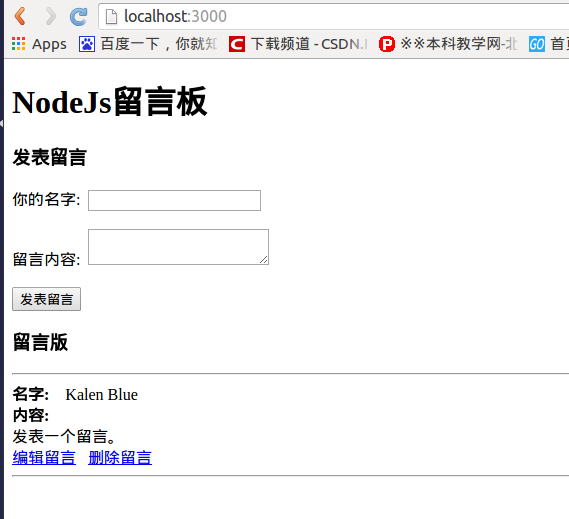 localhost:3000
Apps 百度一下，你就知 下载频道 - CSDN. ※※本科教学网-北 GO 首页
NodeJs留言板
发表留言
你的名字:
留言内容:
发表留言
留言版
名字: Kalen Blue
内容:
发表一个留言。
编辑留言 删除留言